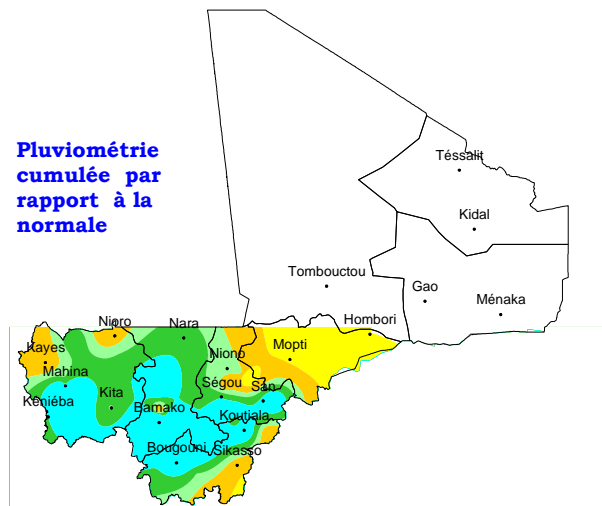 Pluviométrie
cumulée par
rapport à la
normale
Téssalit
Kidal
Tombouctou
Gao
Ménaka
Hombori
Nioro
Nara
Kayes
Niono
Mopti
Mahina
Ségou
San
Kéniéba
Kita
Bamako
Koutiala
Bougouni
Sikasso